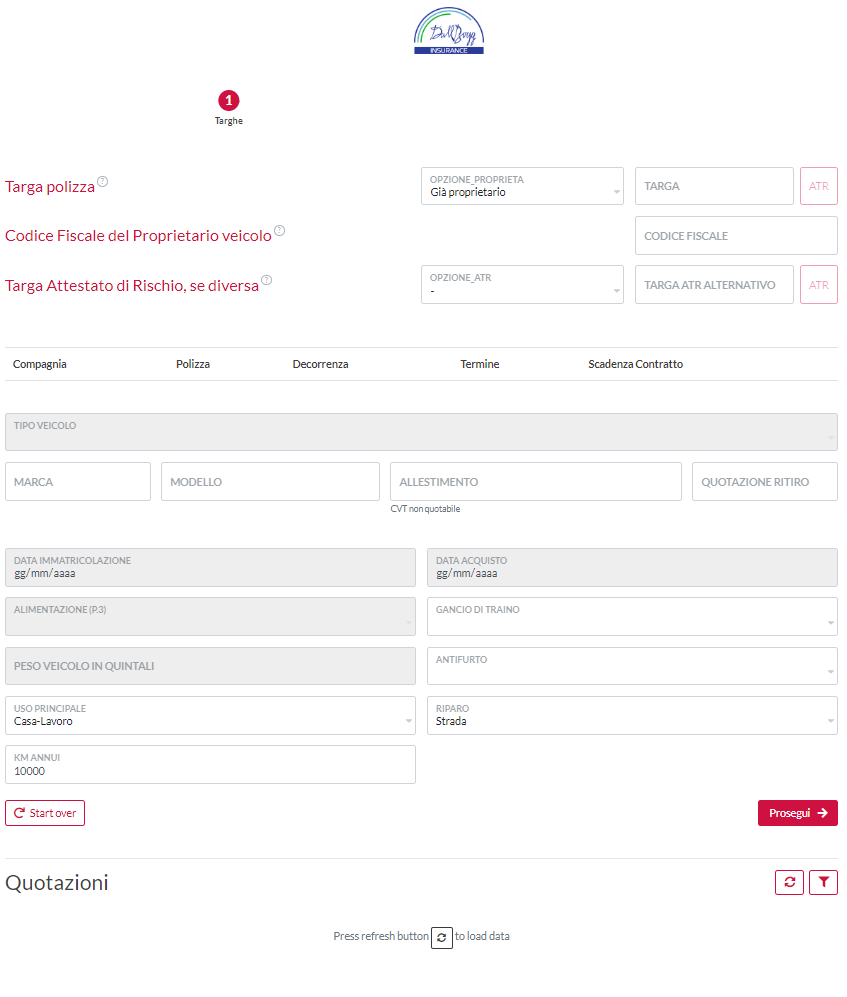 INSURANCE
1
Targhe
Targa polizza ?
OPZIONE_PROPRIETA
Già proprietario
TARGA
ATR
Codice Fiscale del Proprietario veicolo ?
CODICE FISCALE
Targa Attestato di Rischio, se diversa ?
OPZIONE_ATR
-
TARGA ATR ALTERNATIVO
ATR
Compagnia Polizza Decorrenza Termine Scadenza Contratto
TIPO VEICOLO
MARCA
MODELLO
ALLESTIMENTO
QUOTAZIONE RITIRO
CVT non quotabile
DATA IMMATRICOLAZIONE
gg/mm/aaaa
DATA ACQUISTO
gg/mm/aaaa
ALIMENTAZIONE (P.3)
GANCIO DI TRAINO
PESO VEICOLO IN QUINTALI
ANTIFURTO
USO PRINCIPALE
Casa-Lavoro
RIPARO
Strada
KM ANNUI
10000
Start over
Prosegui
Quotazioni
Press refresh button to load data